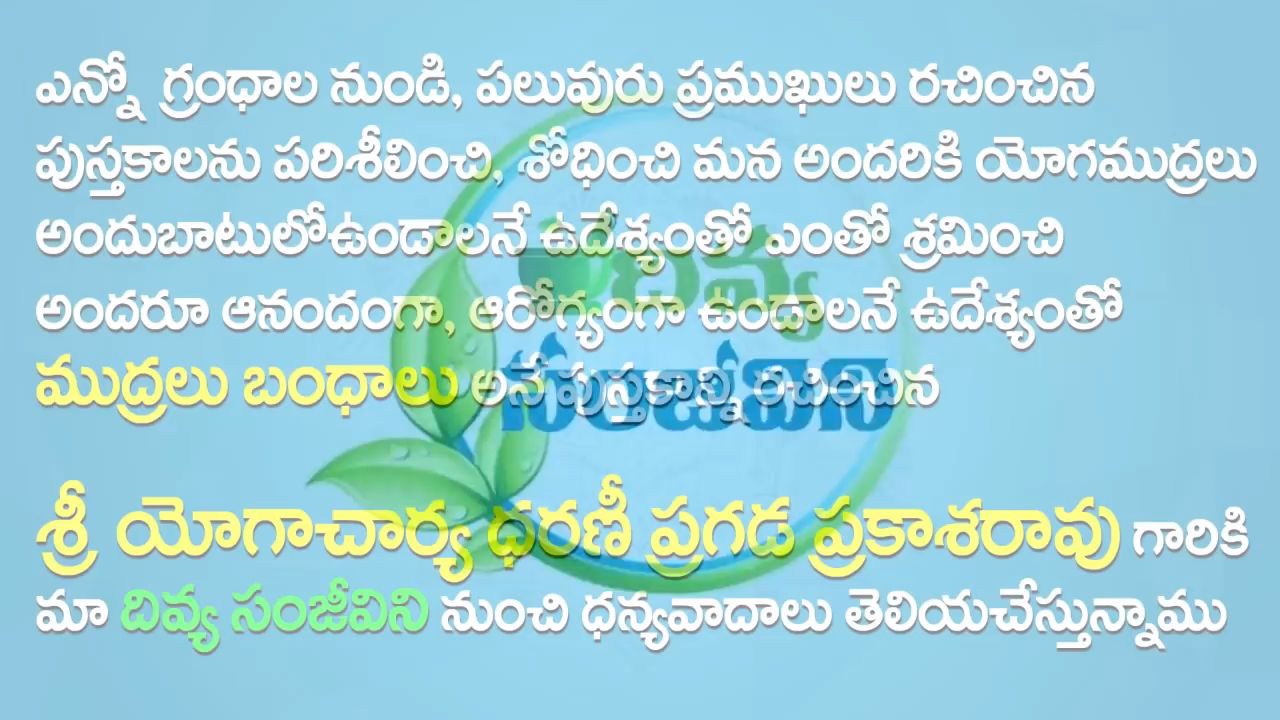 ఎన్నో గ్రంధాల నుండి, పలువురు ప్రముఖులు రచించిన
పుస్తకాలను పరిశీలించి, శోధించి మన అందరికి యోగముద్రలు
అందుబాటులోఉండాలనే ఉదేశ్యంతో ఎంతో శ్రమించి
అందరూ ఆనందంగా, ఆరోగ్యంగా ఉంధాలనే ఉదేశ్యంతో
ముద్రలు బంధాలు అనే పుస్తకాన్ని రచించిన
శ్రీ యోగాచార్య ధరణీ ప్రగడ ప్రకాశరావు గారికి
మా దివ్య సంజీవిని నుంచి ధన్యవాదాలు తెలియచేస్తున్నాము
దివ్య
సంజీవిని